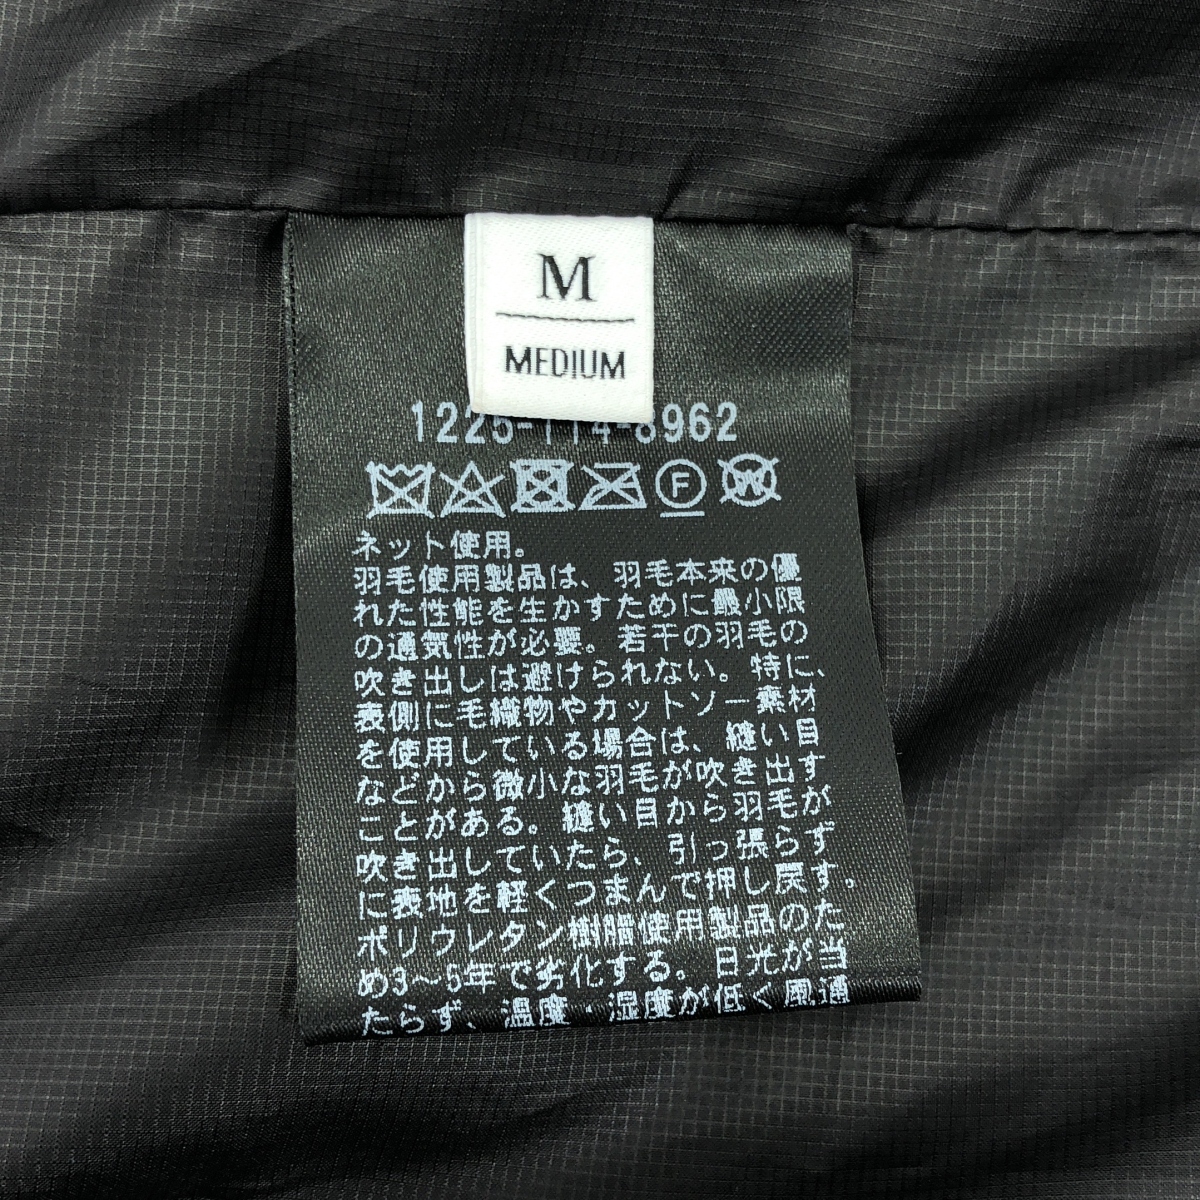 M
MEDIUM
1225-114-8962
F W
ネット使用。
羽毛使用製品は、羽毛本来の優
れた性能を生かすために最小限
の通気性が必要。若干の羽毛の
吹き出しは避けられない。特に、
表側に毛織物やカットソー素材
を使用している場合は、縫い目
などから微小な羽毛が吹き出す
ことがある。縫い目から羽毛が
吹き出していたら、引っ張らず
に表地を軽くつまんで押し戻す。
ポリウレタン樹脂使用製品のた
め3～5年で劣化する。日光が当
たらず、温度・湿度が低く風通